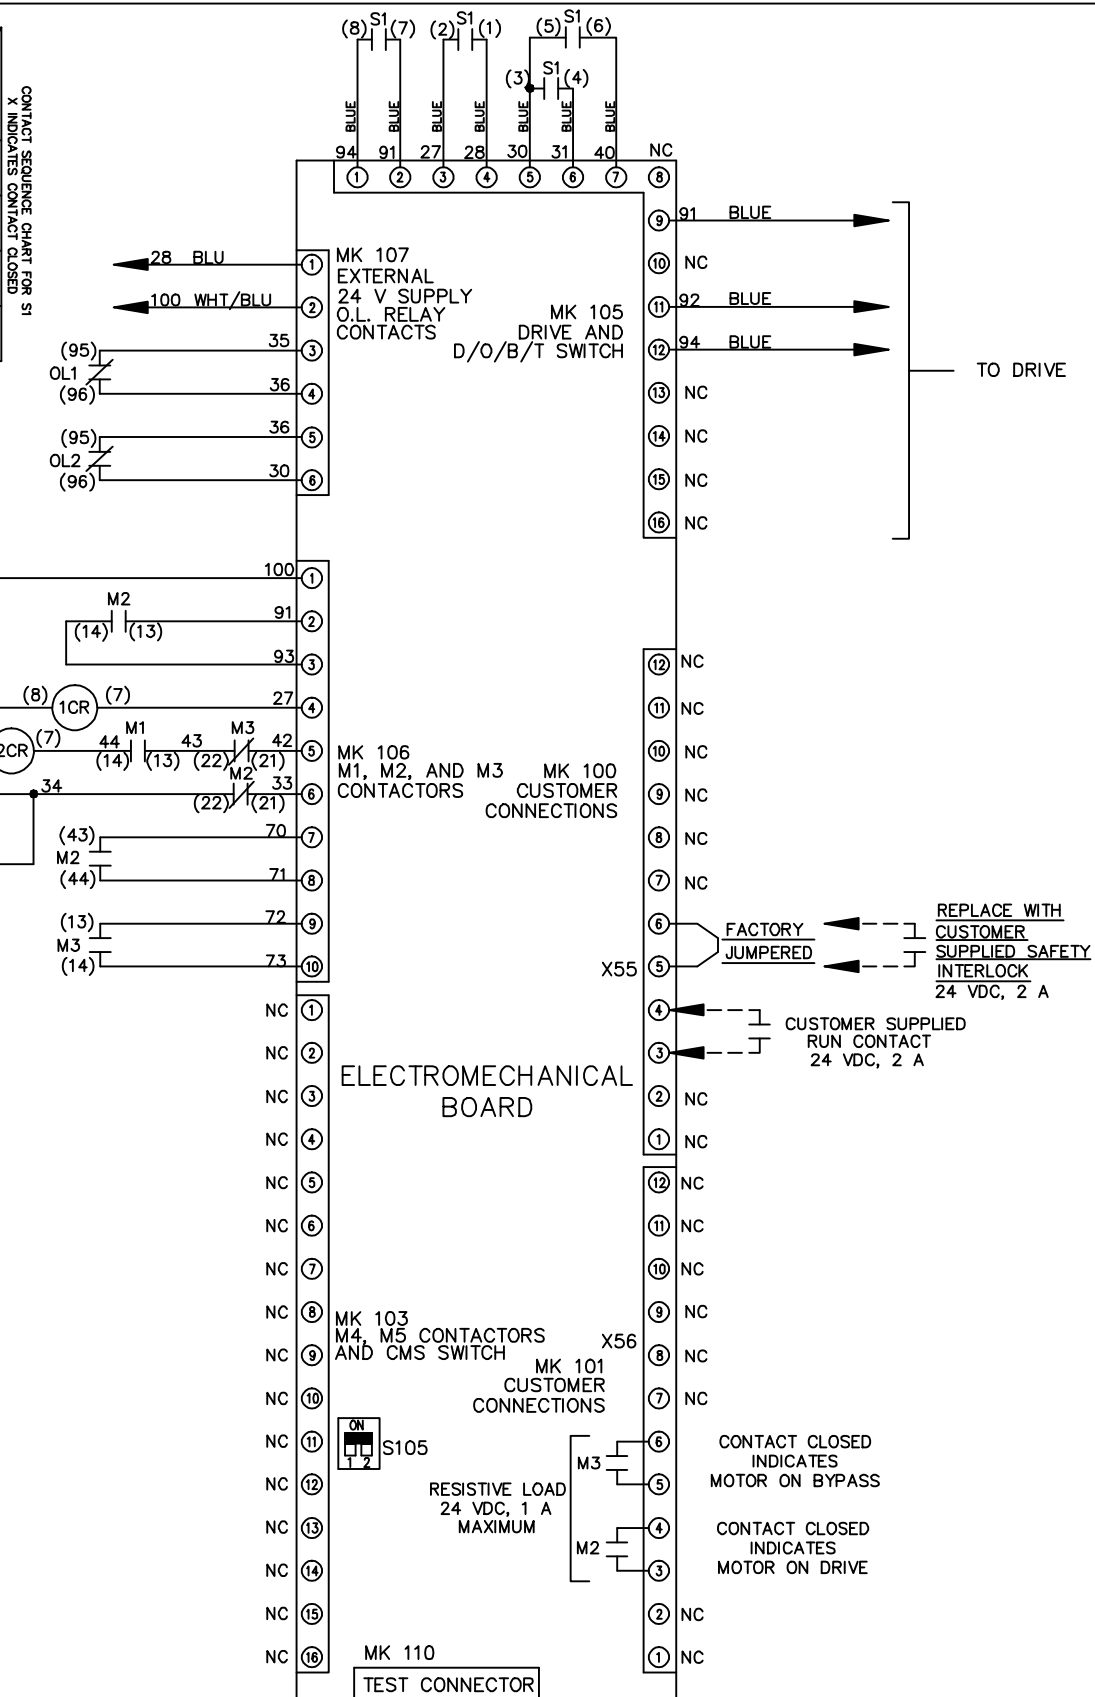 CONTACT SEQUENCE CHART FOR S1
X INDICATES CONTACT CLOSED
(8) S1 (7) (2) S1 (1) (5) S1 (6)
(3) S1 (4)
BLUE BLUE BLUE BLUE BLUE BLUE BLUE
94 91 27 28 30 31 40 NC
1 2 3 4 5 6 7 8
9 91 BLUE
10 NC
11 92 BLUE
12 94 BLUE
13 NC
14 NC
15 NC
16 NC
TO DRIVE
MK 105
DRIVE AND
D/O/B/T SWITCH
28 BLU 1
100 WHT/BLU 2
(95) 35 3
OL1
(96) 36 4
(95) 36 5
OL2
(96) 30 6
MK 107
EXTERNAL
24 V SUPPLY
O.L. RELAY
CONTACTS
100 1
M2
(14) (13) 91 2
93 3
(8) 1CR (7) 27 4
2CR (7) 44 M1 43 M3 42 5
(14) (13) (22) (21)
34 M2 33 6
(22) (21)
(43) 70 7
M2
(44) 71 8
(13) 72 9
M3
(14) 73 10
MK 106
M1, M2, AND M3
CONTACTORS
MK 100
CUSTOMER
CONNECTIONS
12 NC
11 NC
10 NC
9 NC
8 NC
7 NC
6
5
X55
4
3
2 NC
1 NC
FACTORY
JUMPERED
REPLACE WITH
CUSTOMER
SUPPLIED SAFETY
INTERLOCK
24 VDC, 2 A
CUSTOMER SUPPLIED
RUN CONTACT
24 VDC, 2 A
ELECTROMECHANICAL
BOARD
NC 1
NC 2
NC 3
NC 4
NC 5
NC 6
NC 7
NC 8
NC 9
NC 10
NC 11
NC 12
NC 13
NC 14
NC 15
NC 16
MK 103
M4, M5 CONTACTORS
AND CMS SWITCH
ON
1 2
S105
12 NC
11 NC
10 NC
9 NC
8 NC
7 NC
6
5
4
3
2 NC
1 NC
X56
MK 101
CUSTOMER
CONNECTIONS
M3
M2
RESISTIVE LOAD
24 VDC, 1 A
MAXIMUM
CONTACT CLOSED
INDICATES
MOTOR ON BYPASS
CONTACT CLOSED
INDICATES
MOTOR ON DRIVE
MK 110
TEST CONNECTOR